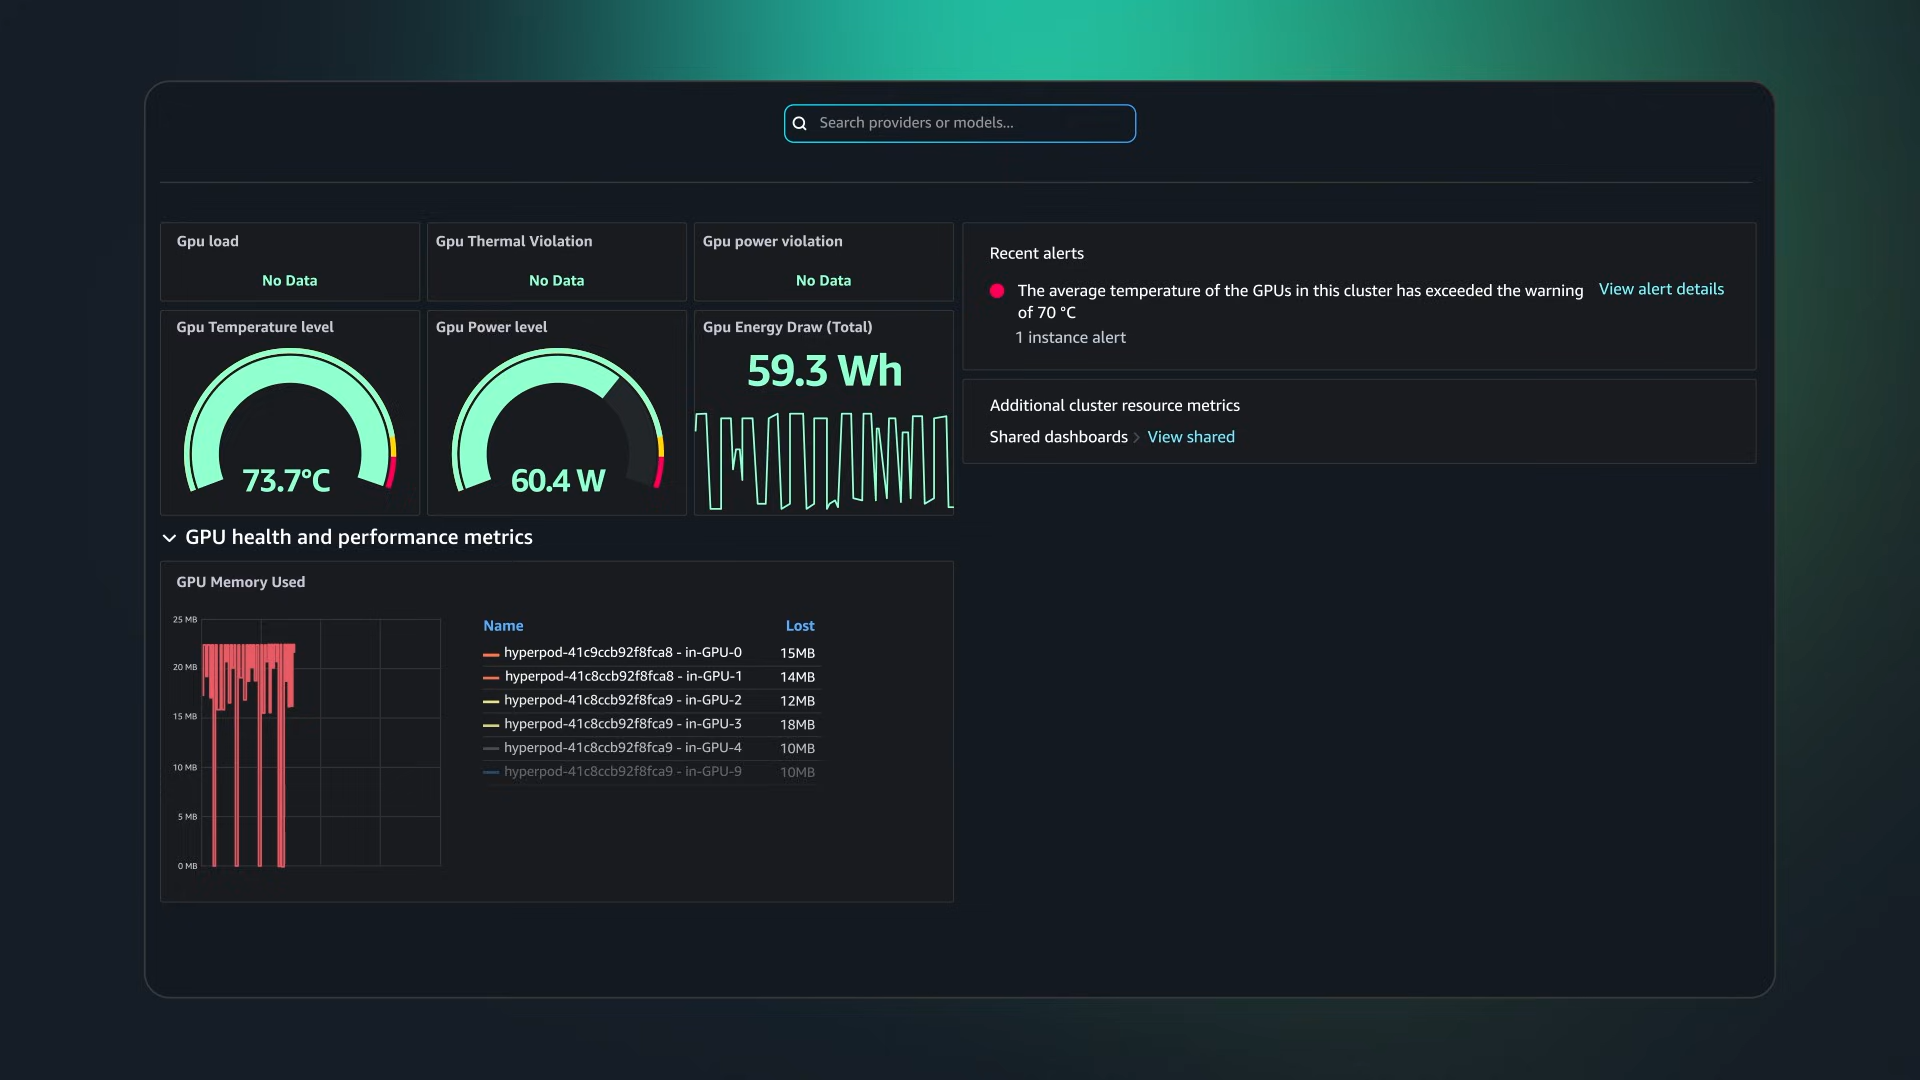 Search providers or models...
Gpu load
No Data
Gpu Thermal Violation
No Data
Gpu power violation
No Data
Gpu Temperature level
73.7°C
Gpu Power level
60.4 W
Gpu Energy Draw (Total)
59.3 Wh
Recent alerts
The average temperature of the GPUs in this cluster has exceeded the warning
of 70 °C
1 instance alert
View alert details
Additional cluster resource metrics
Shared dashboards > View shared
GPU health and performance metrics
GPU Memory Used
25 MB
20 MB
15 MB
10 MB
5 MB
0 MB
Name Lost
hyperpod-41c9ccb92f8fca8 - in-GPU-0 15MB
hyperpod-41c8ccb92f8fca8 - in-GPU-1 14MB
hyperpod-41c8ccb92f8fca9 - in-GPU-2 12MB
hyperpod-41c8ccb92f8fca9 - in-GPU-3 18MB
hyperpod-41c8ccb92f8fca9 - in-GPU-4 10MB
hyperpod-41c8ccb92f8fca9 - in-GPU-9 10MB